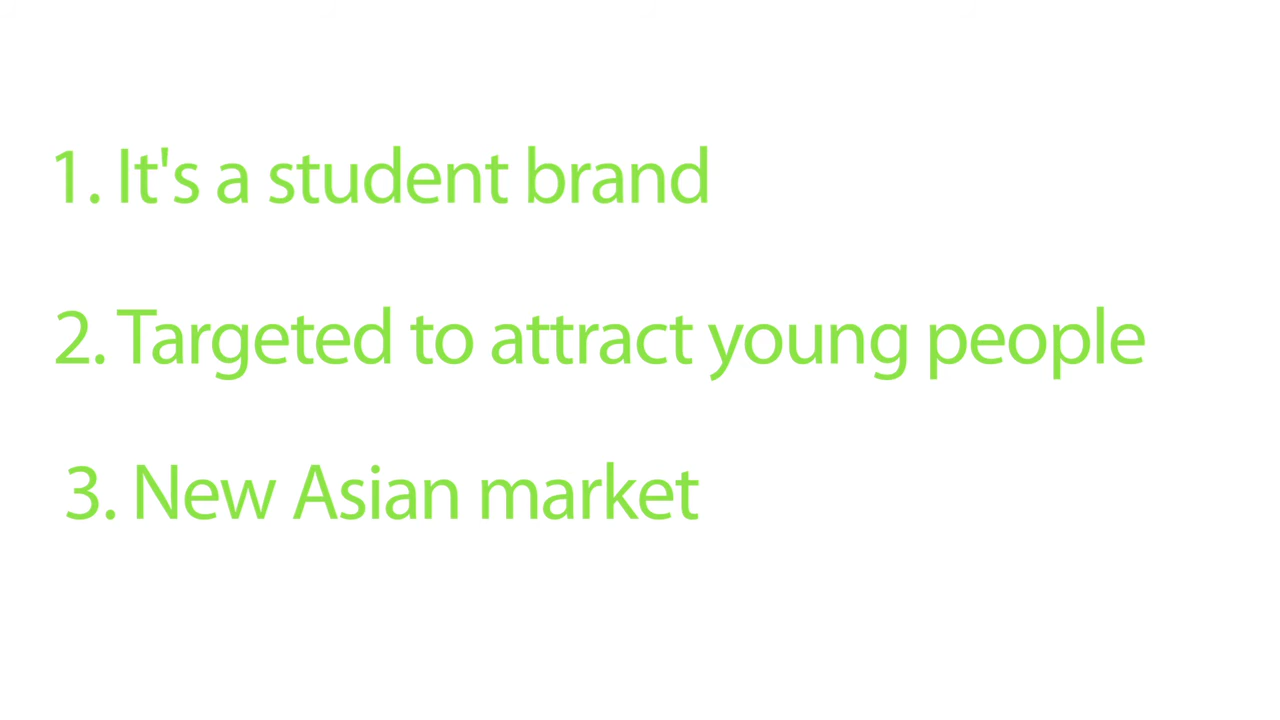 1. It's a student brand
2. Targeted to attract young people
3. New Asian market